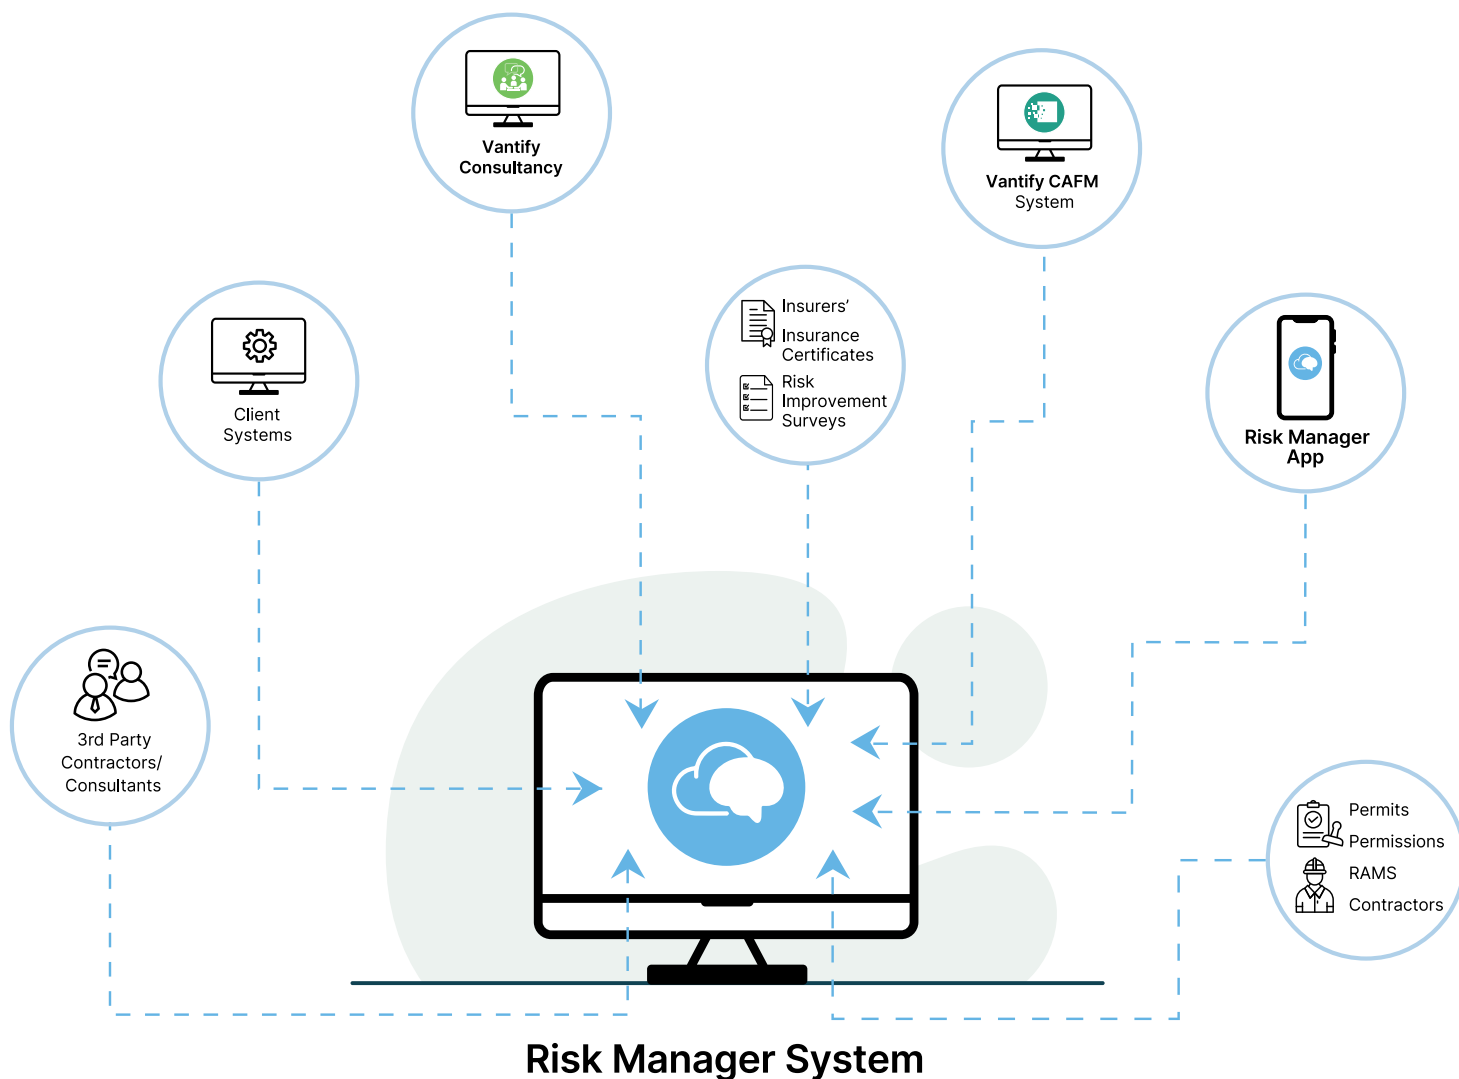 Vantify
Consultancy
Vantify CAFM
System
Insurers’
Insurance
Certificates
Risk
Improvement
Surveys
Client
Systems
Risk Manager
App
3rd Party
Contractors/
Consultants
Permits
Permissions
RAMS
Contractors
Risk Manager System